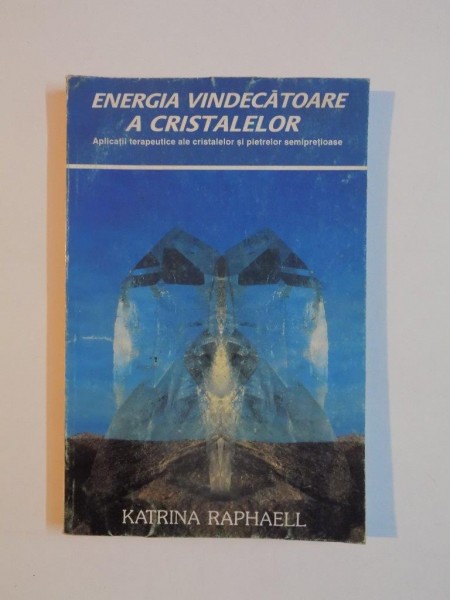 ENERGIA VINDECĂTOARE
A CRISTALELOR
Aplicații terapeutice ale cristalelor și pietrelor semiprețioase
KATRINA RAPHAELL